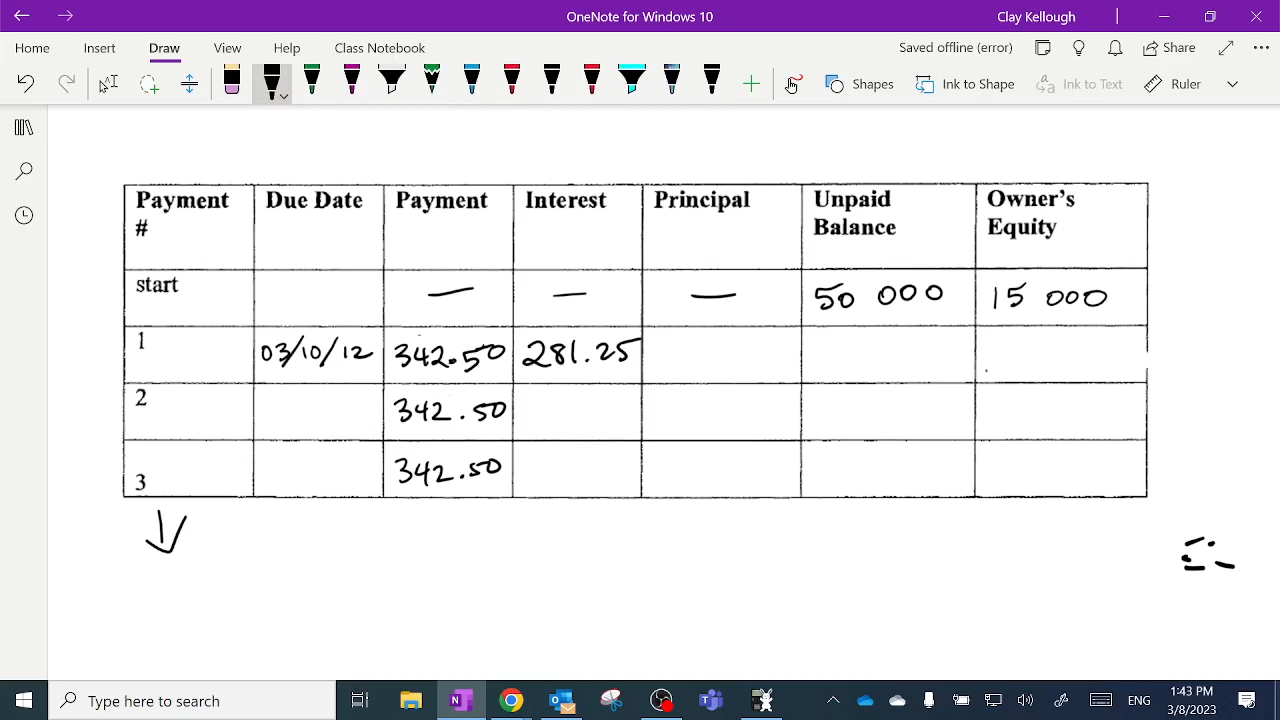 OneNote for Windows 10
Clay Kellough
Home Insert Draw View Help Class Notebook
Saved offline (error)
Share
Shapes Ink to Shape Ink to Text Ruler
Payment # Due Date Payment Interest Principal Unpaid Balance Owner's Equity
start — — — 50 000 15 000
1 03/10/12 342.50 281.25
2 342.50
3 342.50
Type here to search
ENG
1:43 PM
3/8/2023